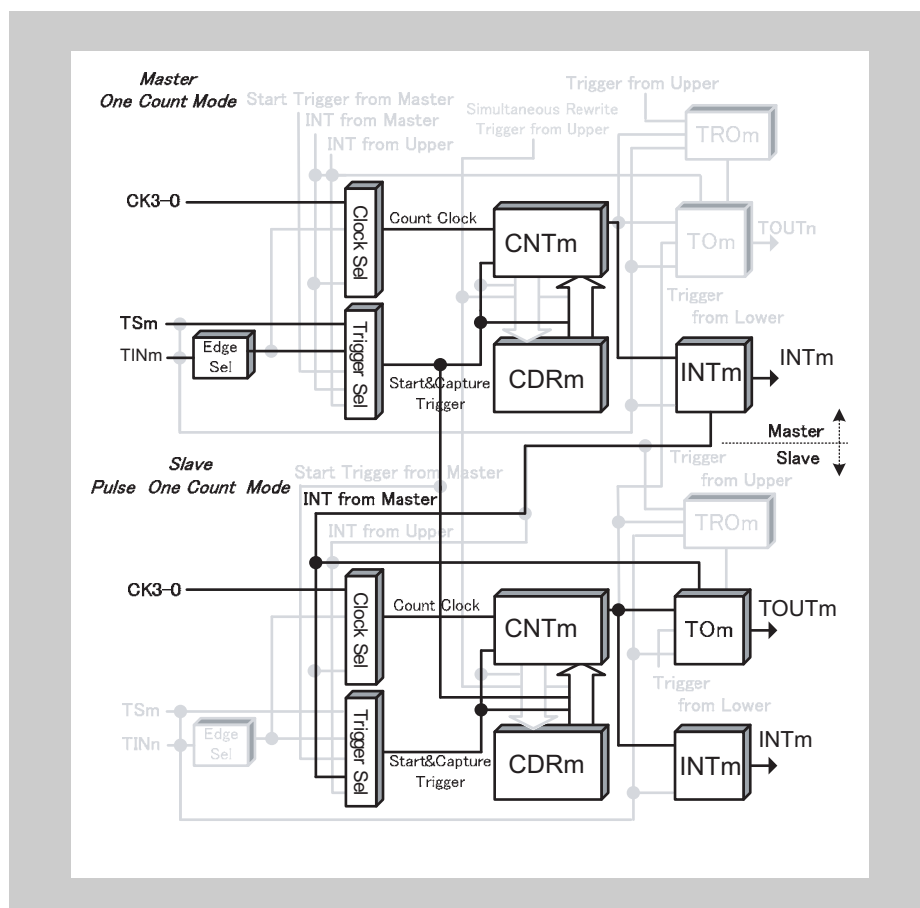 Master
One Count Mode
Start Trigger from Master
INT from Master
INT from Upper
Simultaneous Rewrite
Trigger from Upper
Trigger from Upper
TROm
CK3-0
Clock Sel
Count Clock
CNTm
TOm
TOUTn
Trigger
from Lower
TSm
TINm
Edge
Sel
Trigger Sel
Start&Capture
Trigger
CDRm
INTm
INTm
Master
Slave
Slave
Pulse One Count Mode
Start Trigger from Master
INT from Master
INT from Upper
Trigger
from Upper
TROm
CK3-0
Clock Sel
Count Clock
CNTm
TOm
TOUTm
Trigger
from Lower
TSm
TINn
Edge
Sel
Trigger Sel
Start&Capture
Trigger
CDRm
INTm
INTm